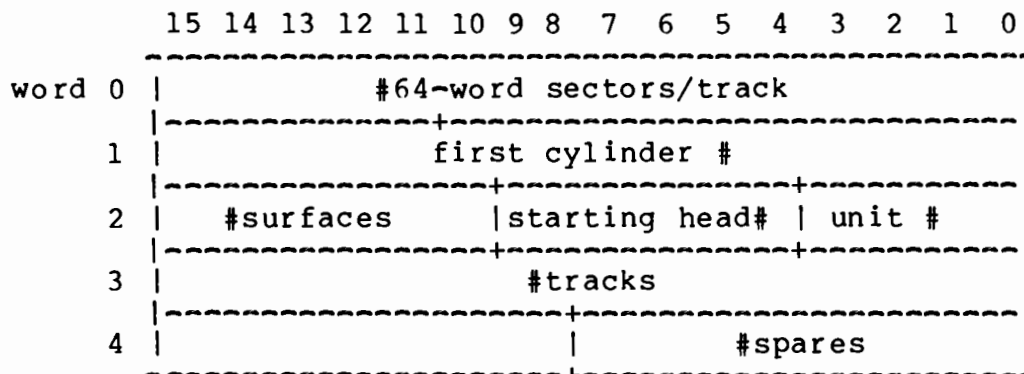 15 14 13 12 11 10 9 8 7 6 5 4 3 2 1 0
word 0 | #64-word sectors/track
1 | first cylinder #
2 | #surfaces |starting head# | unit #
3 | #tracks
4 | | #spares